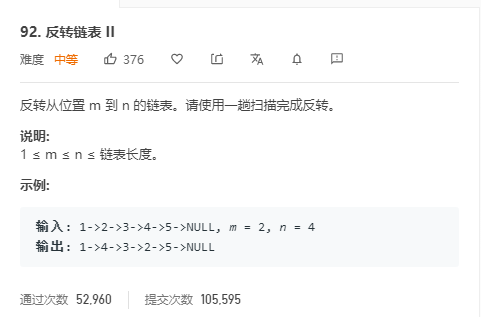 92. 反转链表 II
难度 中等 376
反转从位置 m 到 n 的链表。请使用一趟扫描完成反转。
说明:
1 ≤ m ≤ n ≤ 链表长度。
示例:
输入: 1->2->3->4->5->NULL, m = 2, n = 4
输出: 1->4->3->2->5->NULL
通过次数 52,960 提交次数 105,595